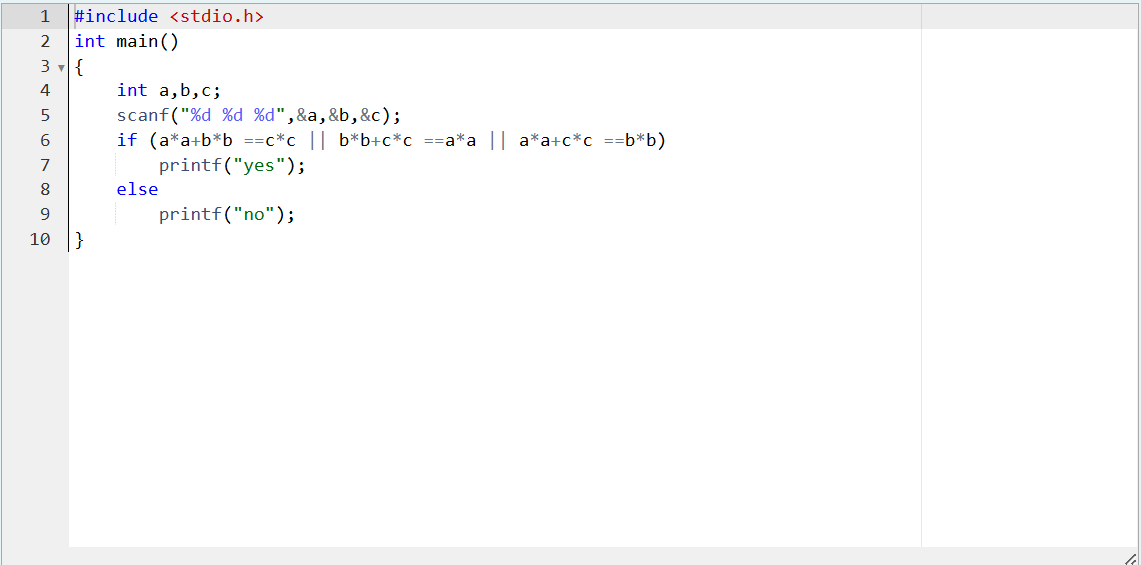 1 #include <stdio.h>
2 int main()
3 {
4     int a,b,c;
5     scanf("%d %d %d",&a,&b,&c);
6     if (a*a+b*b ==c*c || b*b+c*c ==a*a || a*a+c*c ==b*b)
7         printf("yes");
8     else
9         printf("no");
10 }